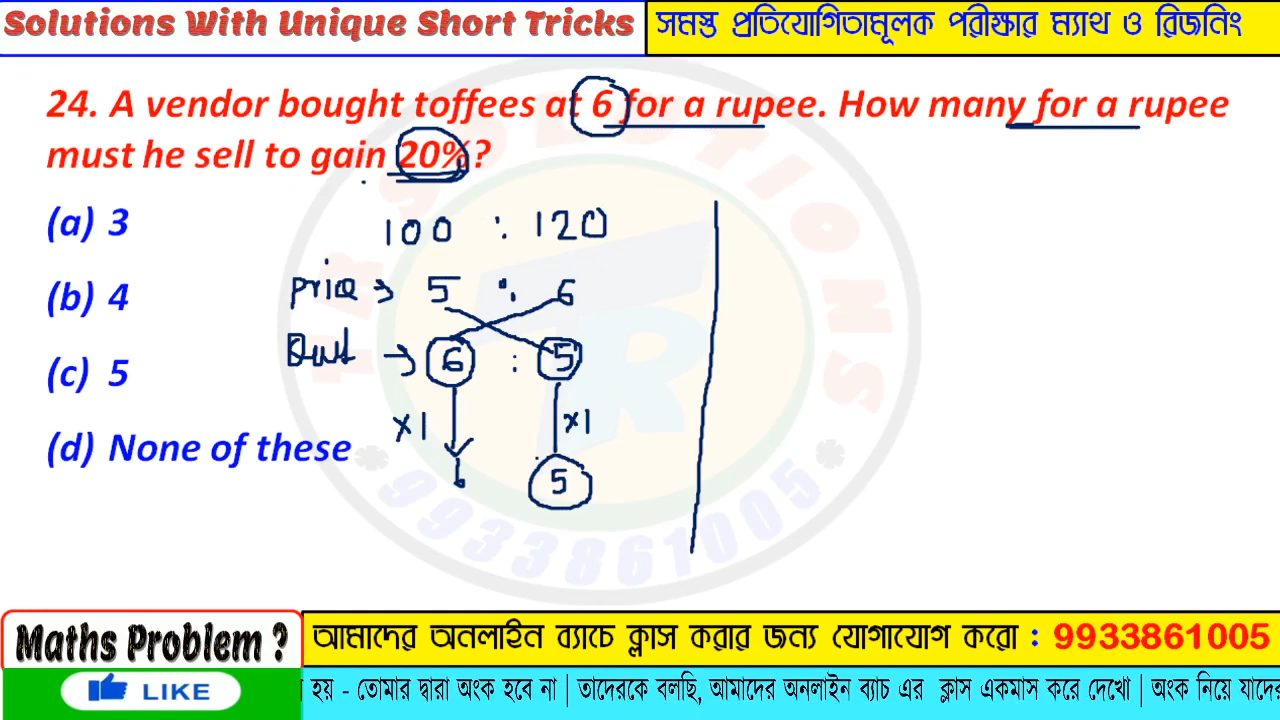 Solutions With Unique Short Tricks
সমস্ত প্রতিযোগিতামূলক পরীক্ষার ম্যাথ ও রিজনিং
24. A vendor bought toffees at 6 for a rupee. How many for a rupee
must he sell to gain 20%?
(a) 3
100 : 120
price → 5 : 6
(b) 4
→ 6 : 5
(c) 5
×1 ×1
(d) None of these
6 5
TR SOLUTIONS
* 9933861005 *
Maths Problem ?
আমাদের অনলাইন ব্যাচে ক্লাস করার জন্য যোগাযোগ করো : 9933861005
LIKE
হয় - তোমার দ্বারা অংক হবে না | তাদেরকে বলছি, আমাদের অনলাইন ব্যাচ এর ক্লাস একমাস করে দেখো | অংক নিয়ে যাদের